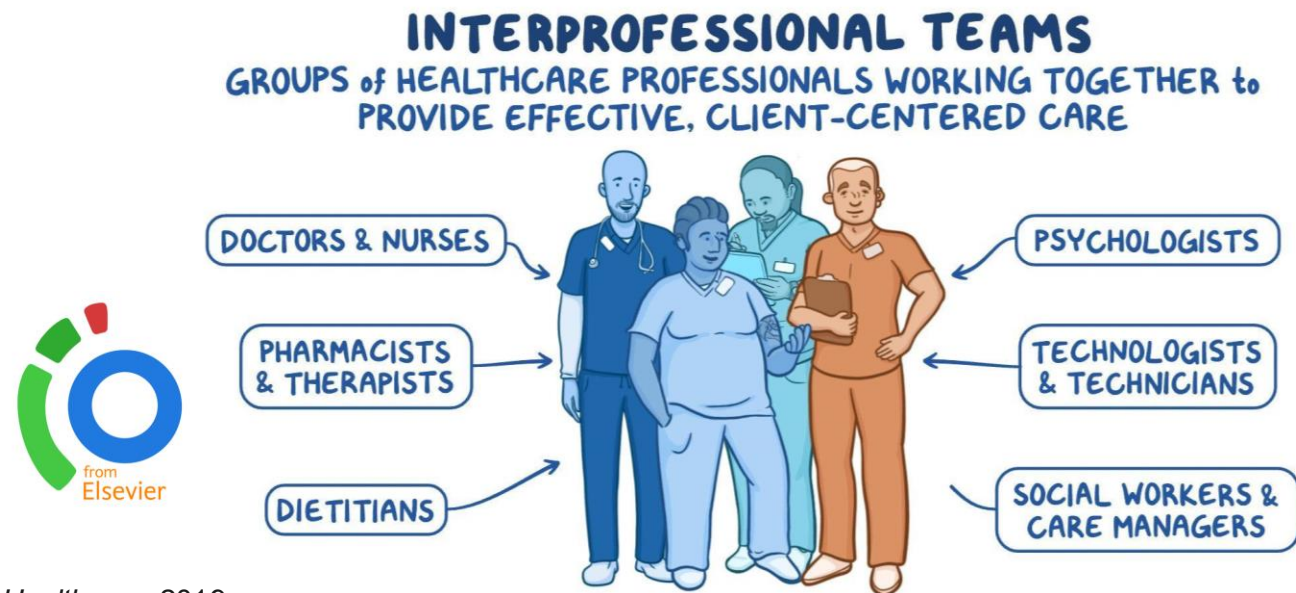 INTERPROFESSIONAL TEAMS
GROUPS of HEALTHCARE PROFESSIONALS WORKING TOGETHER to
PROVIDE EFFECTIVE, CLIENT-CENTERED CARE
DOCTORS & NURSES
PHARMACISTS
& THERAPISTS
DIETITIANS
PSYCHOLOGISTS
TECHNOLOGISTS
& TECHNICIANS
SOCIAL WORKERS &
CARE MANAGERS
from
Elsevier